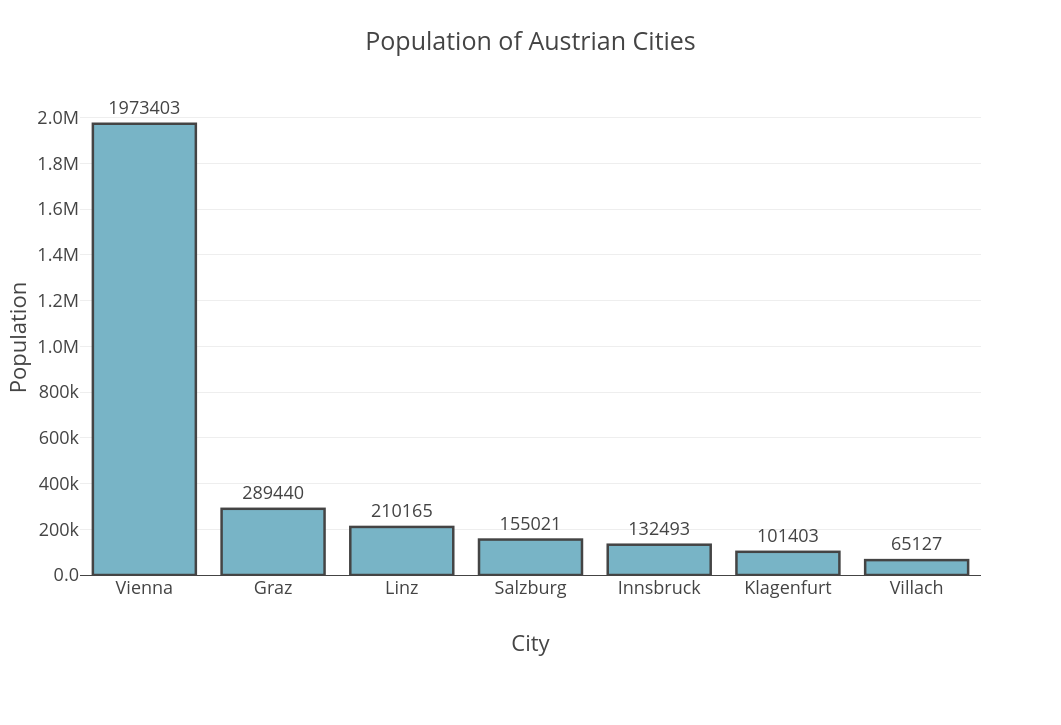 Population of Austrian Cities
Population
2.0M
1.8M
1.6M
1.4M
1.2M
1.0M
800k
600k
400k
200k
0.0
1973403
289440
210165
155021
132493
101403
65127
Vienna
Graz
Linz
Salzburg
Innsbruck
Klagenfurt
Villach
City